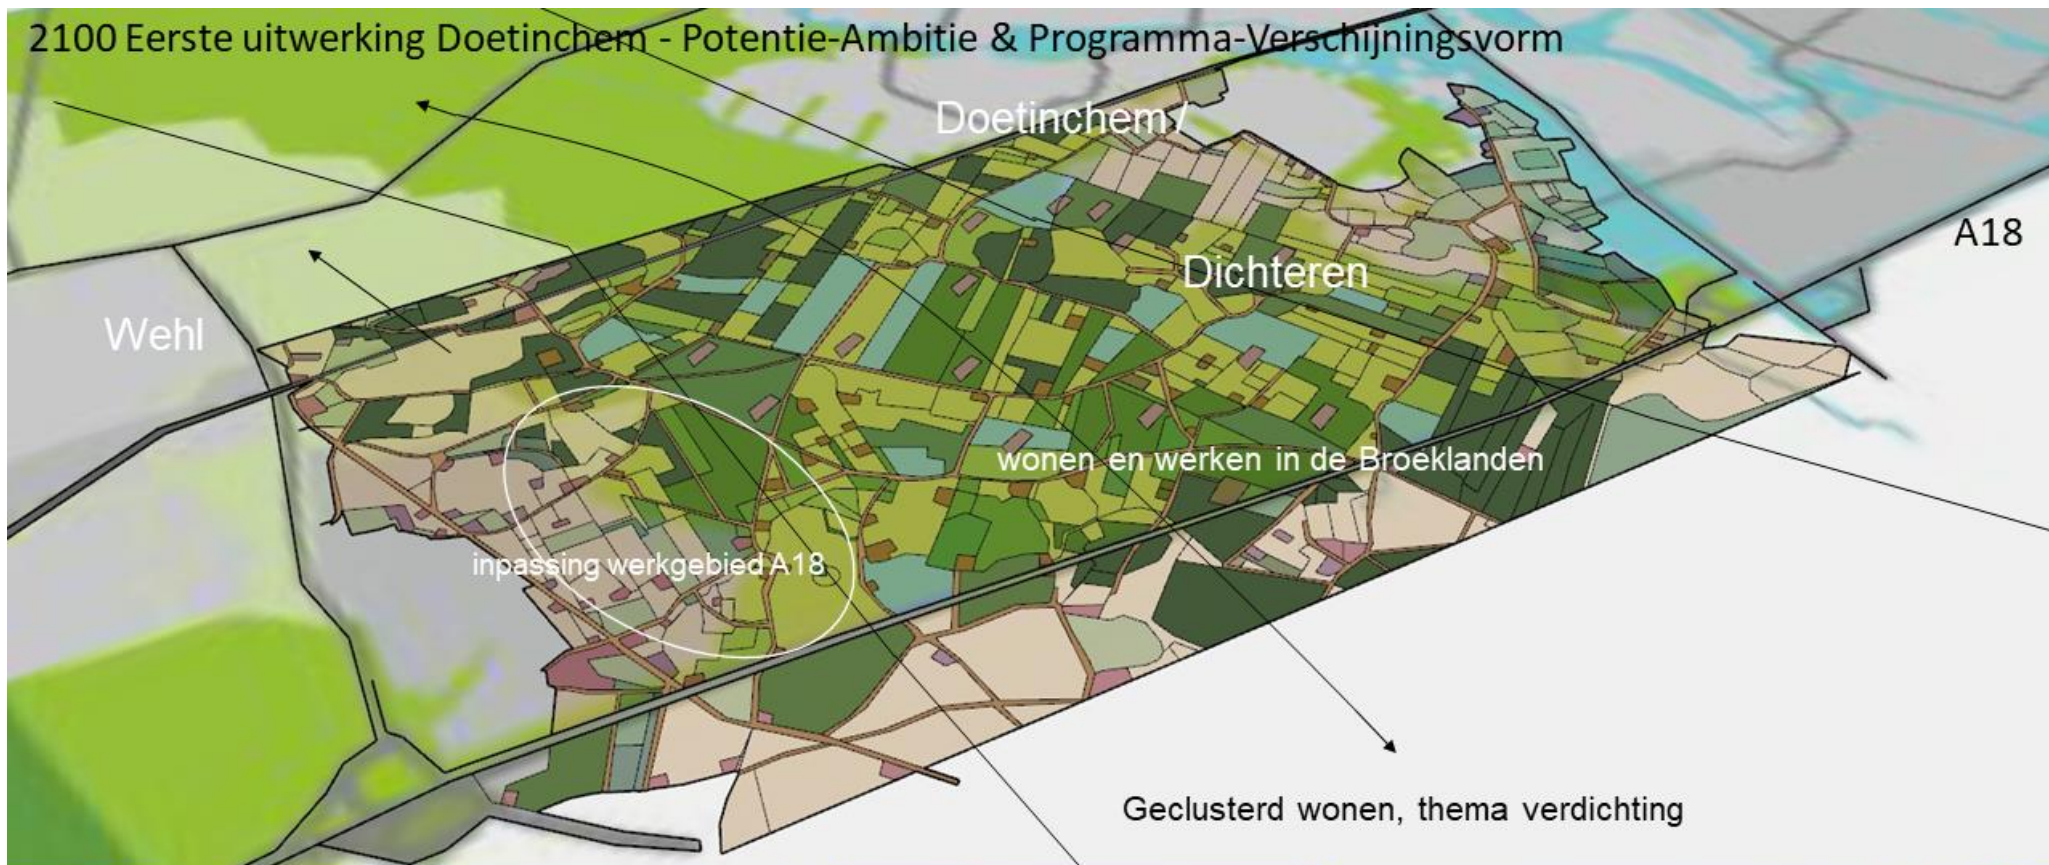 2100 Eerste uitwerking Doetinchem - Potentie-Ambitie & Programma-Verschijningsvorm
Doetinchem/
A18
Dichteren
Wehl
wonen en werken in de Broeklanden
inpassing werkgebied A18
Geclusterd wonen, thema verdichting